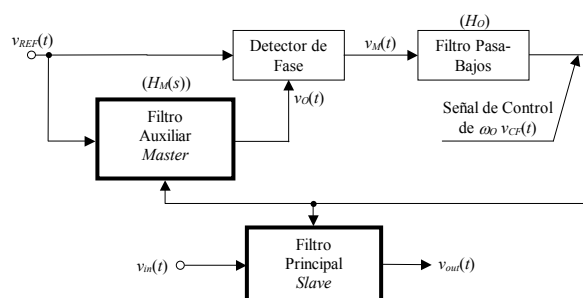 (H_O)
v_REF(t)
Detector de
Fase
v_M(t)
Filtro Pasa-
Bajos
(H_M(s))
v_O(t)
Filtro
Auxiliar
Master
Señal de Control
de ω_O v_CF(t)
v_in(t)
Filtro
Principal
Slave
v_out(t)